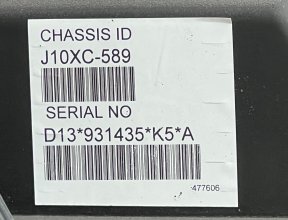 CHASSIS ID
J10XC-589
SERIAL NO
D13*931435*K5*A
477606